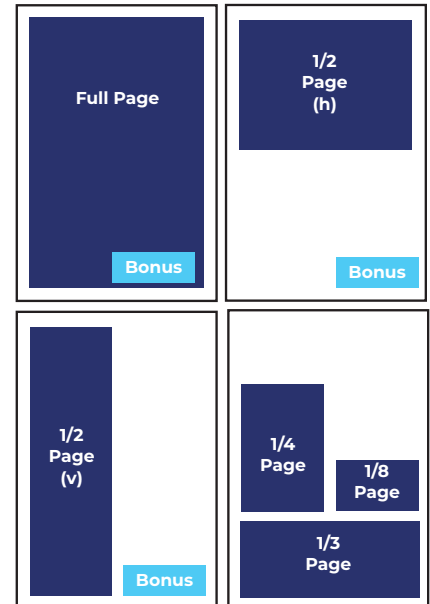 Full Page
Bonus
1/2
Page
(h)
Bonus
1/2
Page
(v)
Bonus
1/4
Page
1/8
Page
1/3
Page